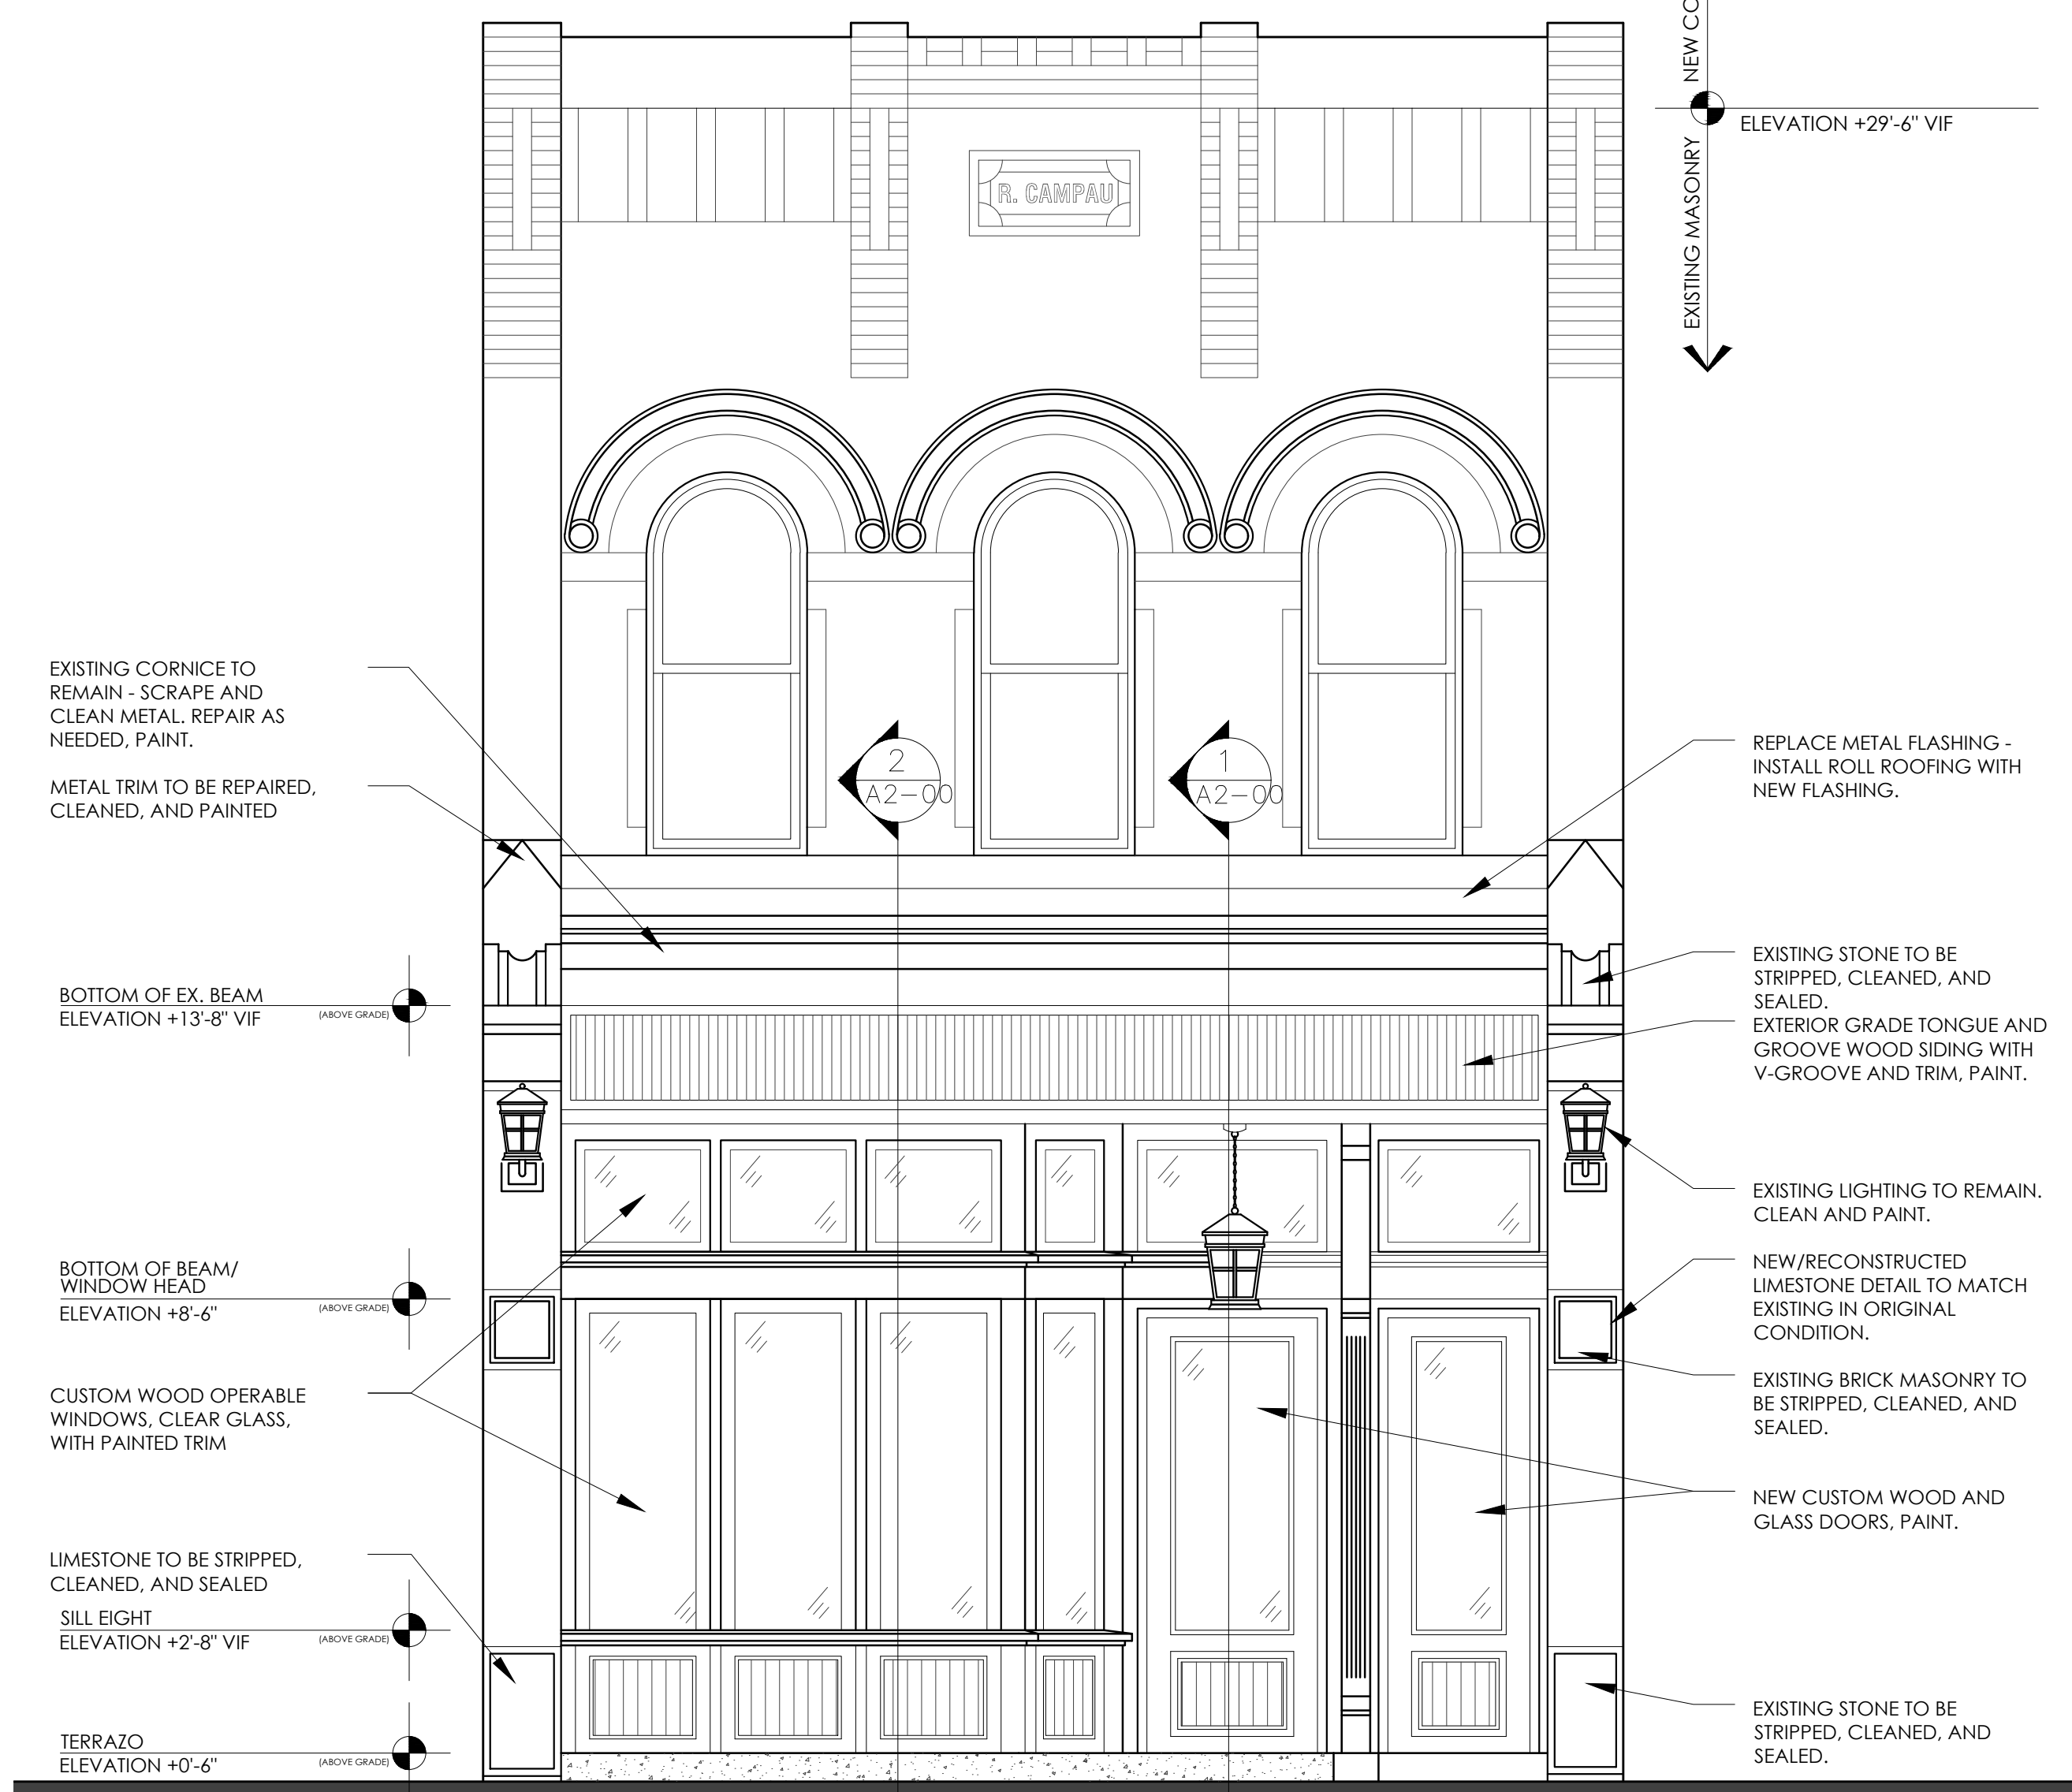 NEW CO
ELEVATION +29'-6" VIF
EXISTING MASONRY
R. CAMPAU
EXISTING CORNICE TO
REMAIN - SCRAPE AND
CLEAN METAL. REPAIR AS
NEEDED, PAINT.
METAL TRIM TO BE REPAIRED,
CLEANED, AND PAINTED
2
A2-00
1
A2-00
REPLACE METAL FLASHING -
INSTALL ROLL ROOFING WITH
NEW FLASHING.
BOTTOM OF EX. BEAM
ELEVATION +13'-8" VIF
(ABOVE GRADE)
EXISTING STONE TO BE
STRIPPED, CLEANED, AND
SEALED.
EXTERIOR GRADE TONGUE AND
GROOVE WOOD SIDING WITH
V-GROOVE AND TRIM, PAINT.
EXISTING LIGHTING TO REMAIN.
CLEAN AND PAINT.
BOTTOM OF BEAM/
WINDOW HEAD
ELEVATION +8'-6"
(ABOVE GRADE)
NEW/RECONSTRUCTED
LIMESTONE DETAIL TO MATCH
EXISTING IN ORIGINAL
CONDITION.
EXISTING BRICK MASONRY TO
BE STRIPPED, CLEANED, AND
SEALED.
CUSTOM WOOD OPERABLE
WINDOWS, CLEAR GLASS,
WITH PAINTED TRIM
NEW CUSTOM WOOD AND
GLASS DOORS, PAINT.
LIMESTONE TO BE STRIPPED,
CLEANED, AND SEALED
SILL EIGHT
ELEVATION +2'-8" VIF
(ABOVE GRADE)
TERRAZO
ELEVATION +0'-6"
(ABOVE GRADE)
EXISTING STONE TO BE
STRIPPED, CLEANED, AND
SEALED.